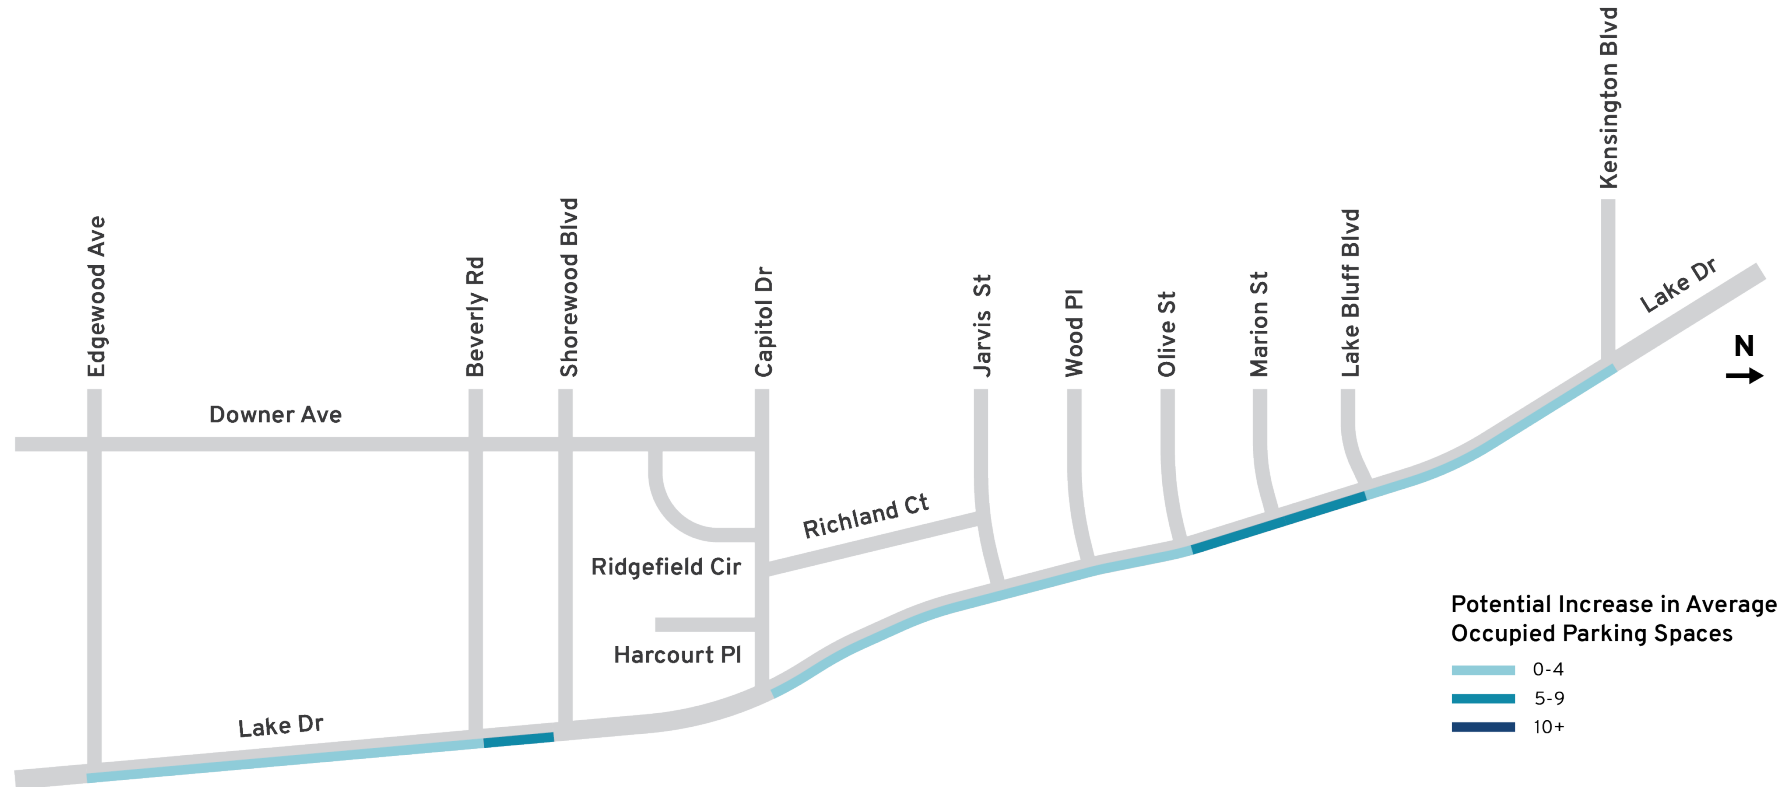 Kensington Blvd
Edgewood Ave
Beverly Rd
Shorewood Blvd
Capitol Dr
Jarvis St
Wood Pl
Olive St
Marion St
Lake Bluff Blvd
Lake Dr
N
Downer Ave
Richland Ct
Ridgefield Cir
Harcourt Pl
Lake Dr
Potential Increase in Average
Occupied Parking Spaces
0-4
5-9
10+